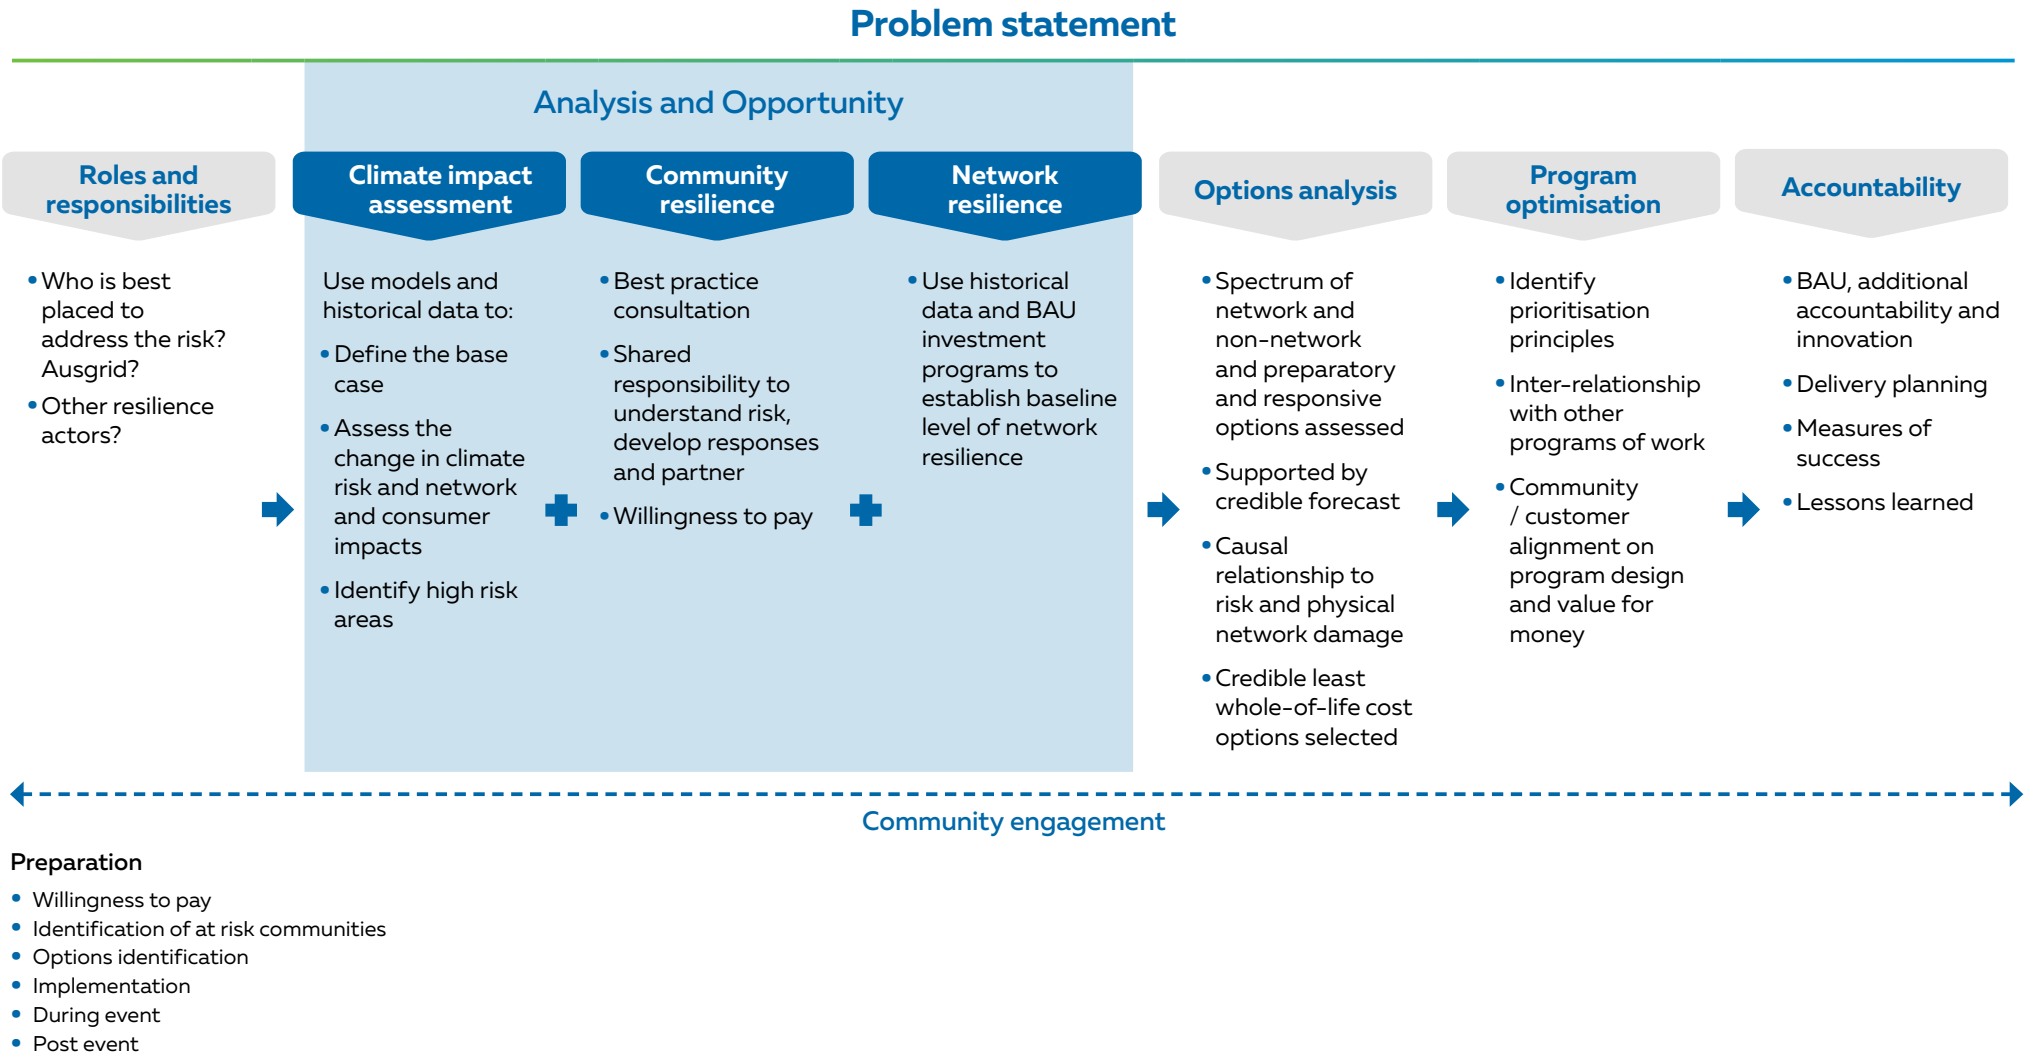 Problem statement
Analysis and Opportunity
Roles and
responsibilities
• Who is best
placed to
address the risk?
Ausgrid?
• Other resilience
actors?
Climate impact
assessment
Use models and
historical data to:
• Define the base
case
• Assess the
change in climate
risk and network
and consumer
impacts
• Identify high risk
areas
Community
resilience
• Best practice
consultation
• Shared
responsibility to
understand risk,
develop responses
and partner
• Willingness to pay
Network
resilience
• Use historical
data and BAU
investment
programs to
establish baseline
level of network
resilience
Options analysis
• Spectrum of
network and
non-network
and preparatory
and responsive
options assessed
• Supported by
credible forecast
• Causal
relationship to
risk and physical
network damage
• Credible least
whole-of-life cost
options selected
Program
optimisation
• Identify
prioritisation
principles
• Inter-relationship
with other
programs of work
• Community
/ customer
alignment on
program design
and value for
money
Accountability
• BAU, additional
accountability and
innovation
• Delivery planning
• Measures of
success
• Lessons learned
Community engagement
Preparation
• Willingness to pay
• Identification of at risk communities
• Options identification
• Implementation
• During event
• Post event